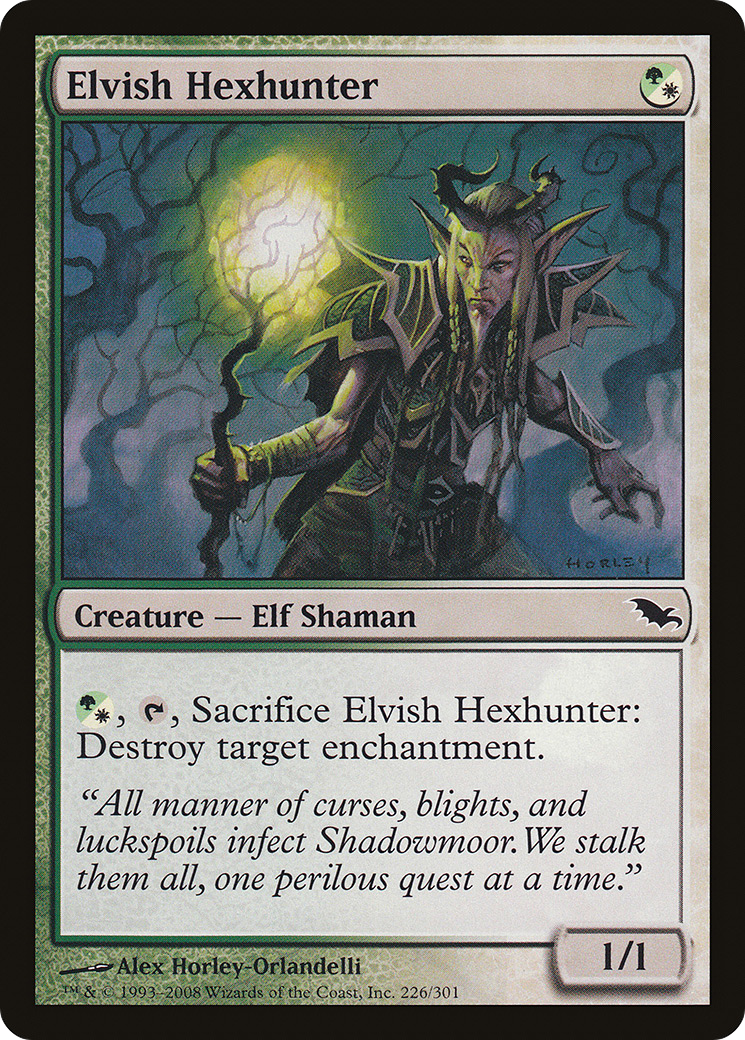 Elvish Hexhunter
HORLEY
Creature — Elf Shaman
, , Sacrifice Elvish Hexhunter:
Destroy target enchantment.
“All manner of curses, blights, and
luckspoils infect Shadowmoor. We stalk
them all, one perilous quest at a time.”
1/1
Alex Horley-Orlandelli
™ & © 1993–2008 Wizards of the Coast, Inc. 226/301